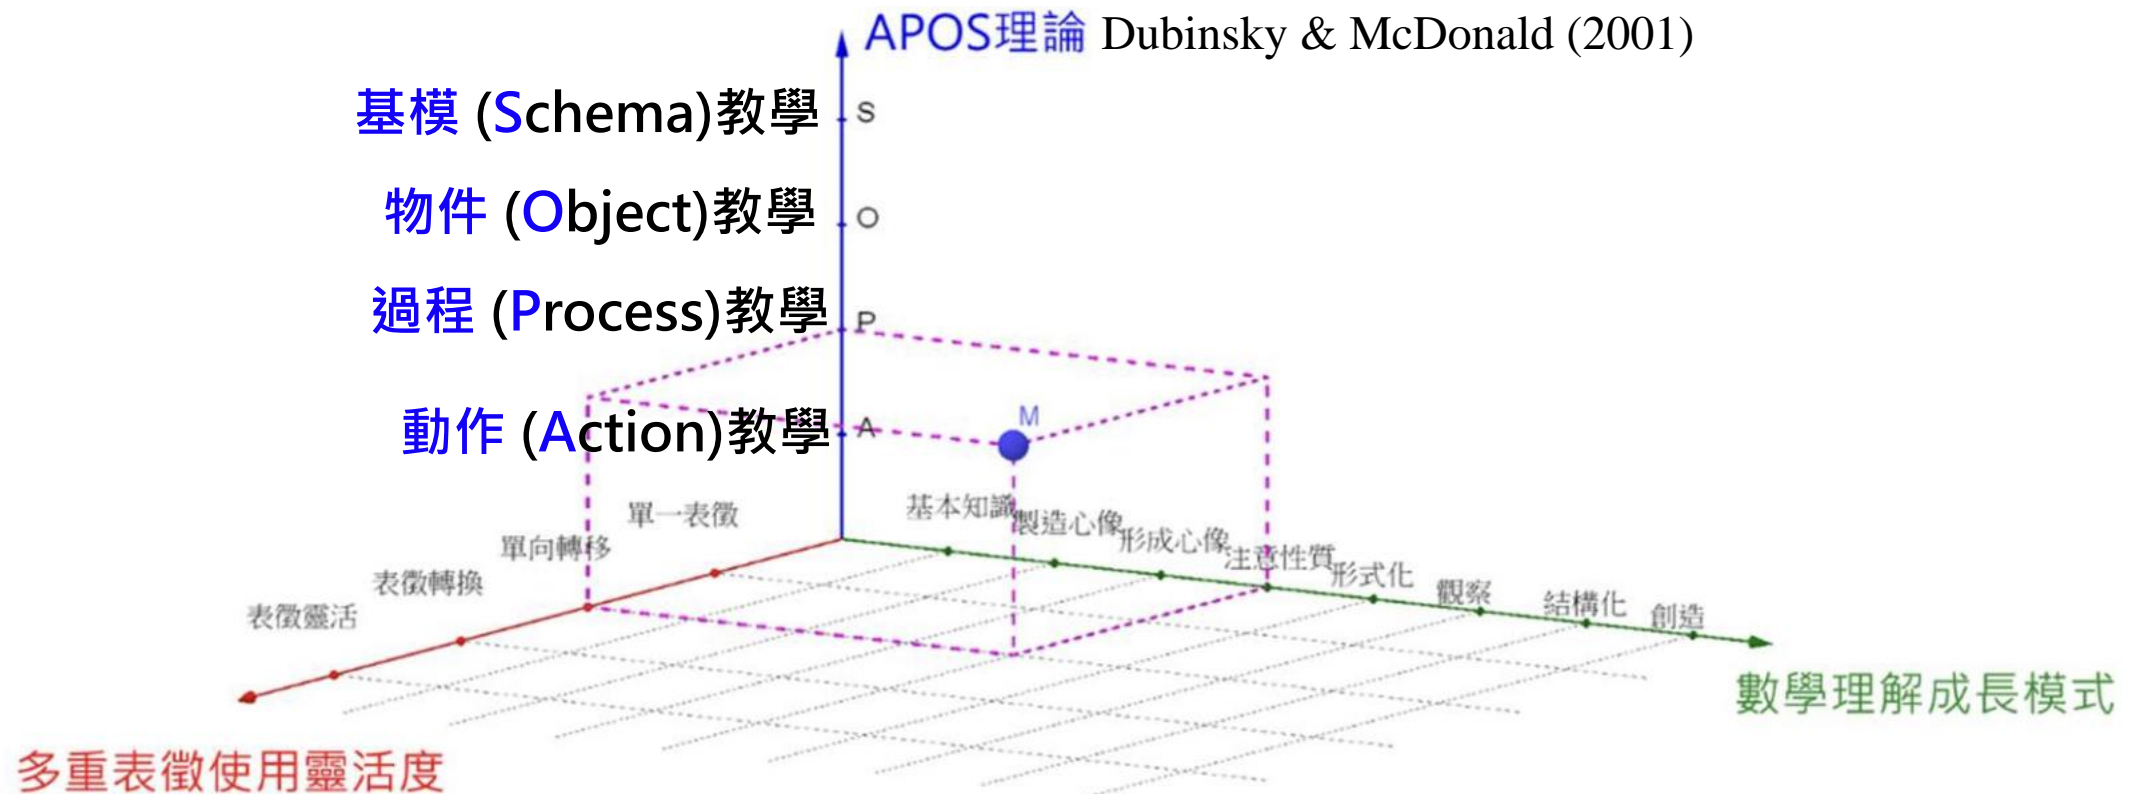 APOS理論 Dubinsky & McDonald (2001)
基模 (Schema)教學
S
物件 (Object)教學
O
過程 (Process)教學
P
動作 (Action)教學
A
M
單一表徵
單向轉移
表徵轉換
表徵靈活
基本知識
製造心像
形成心像
注意性質
形式化
觀察
結構化
創造
數學理解成長模式
多重表徵使用靈活度